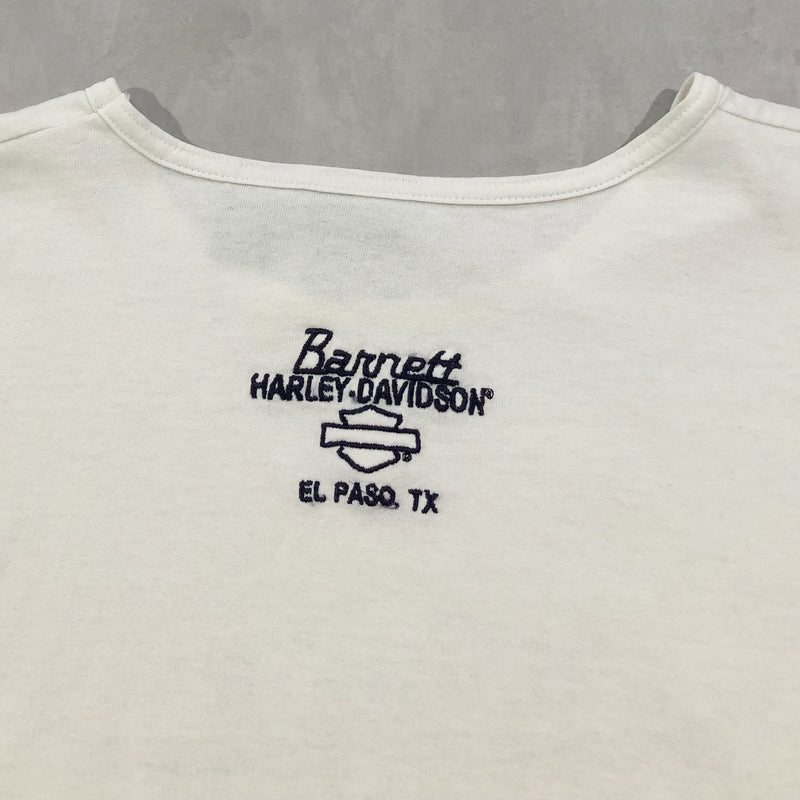 Barnett
HARLEY-DAVIDSON®
®
EL PASO, TX